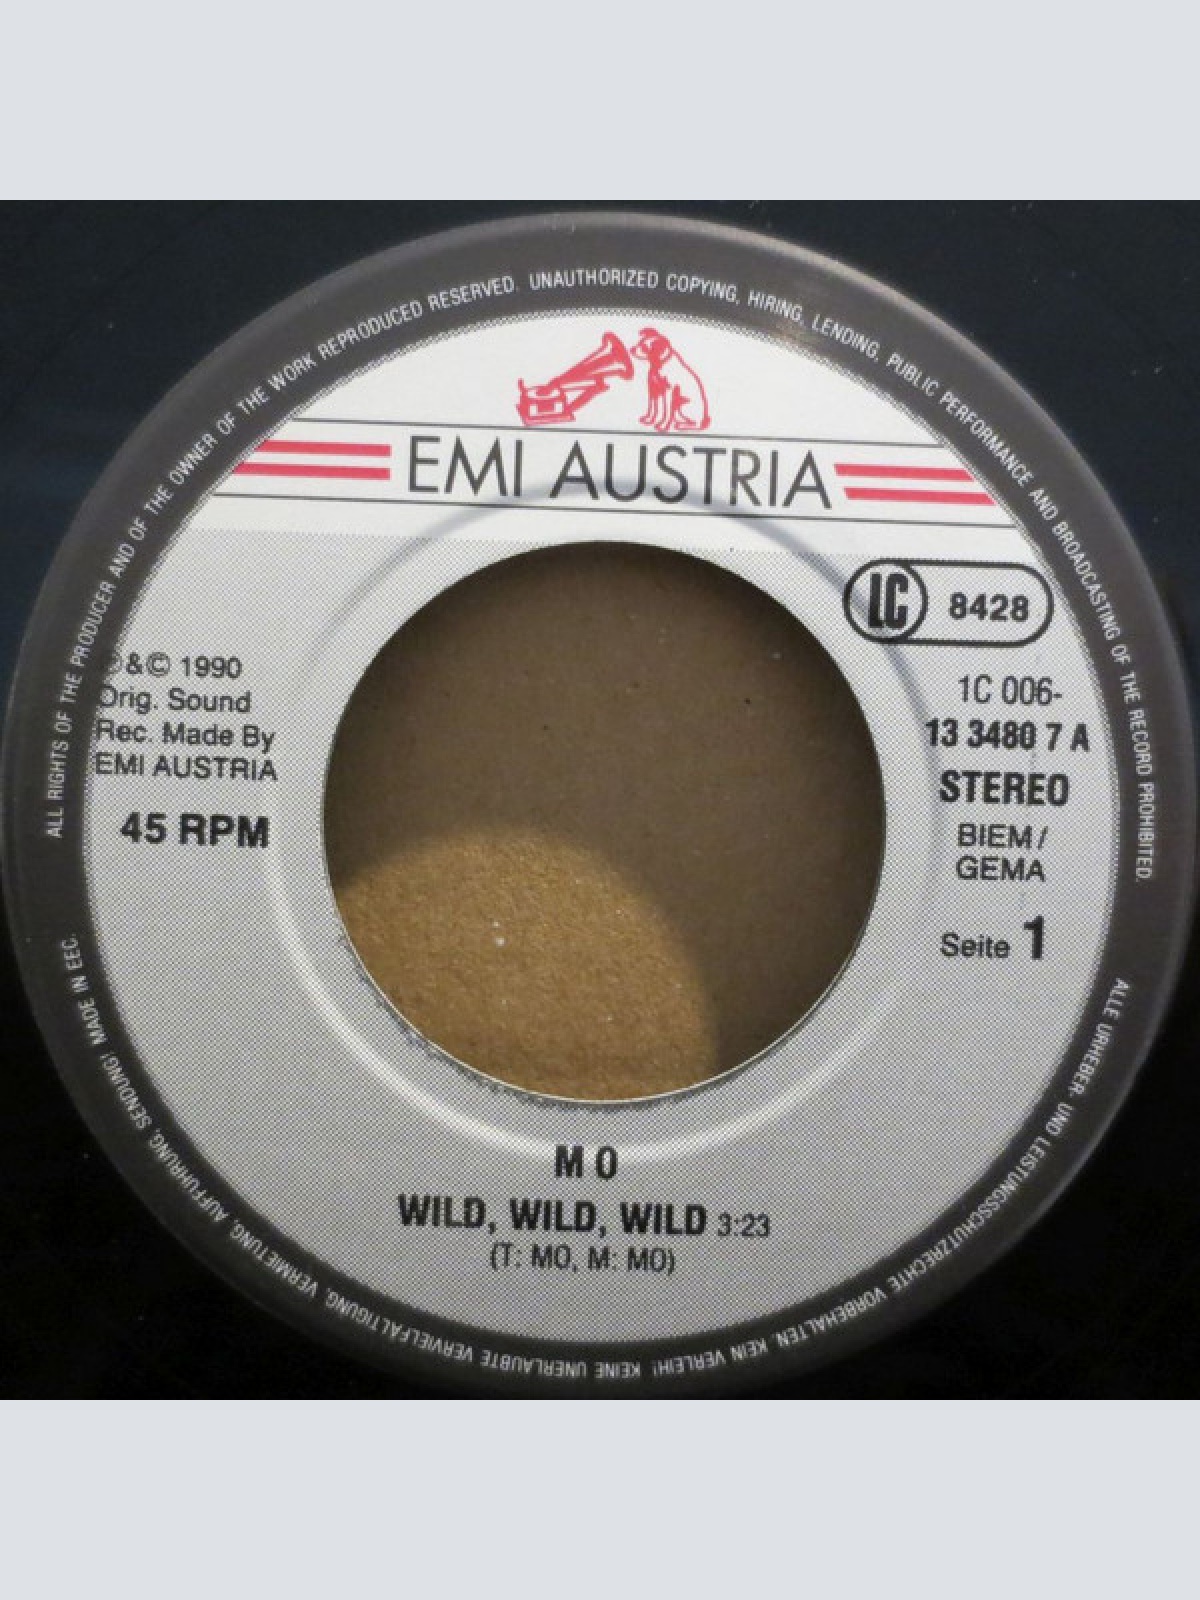 ALL RIGHTS OF THE PRODUCER AND OF THE OWNER OF THE WORK REPRODUCED RESERVED. UNAUTHORIZED COPYING, HIRING, LENDING, PUBLIC PERFORMANCE AND BROADCASTING OF THE RECORD PROHIBITED.
EMI AUSTRIA
LC 8428
℗&© 1990
Orig. Sound
Rec. Made By
EMI AUSTRIA
45 RPM
1C 006-
13 3480 7 A
STEREO
BIEM/
GEMA
Seite 1
MO
WILD, WILD, WILD 3:23
(T: MO, M: MO)
ALLE URHEBER- UND LEISTUNGSSCHUTZRECHTE VORBEHALTEN. KEIN VERLEIH! KEINE UNERLAUBTE VERVIELFÄLTIGUNG, VERMIETUNG, AUFFÜHRUNG, SENDUNG! MADE IN EEC.